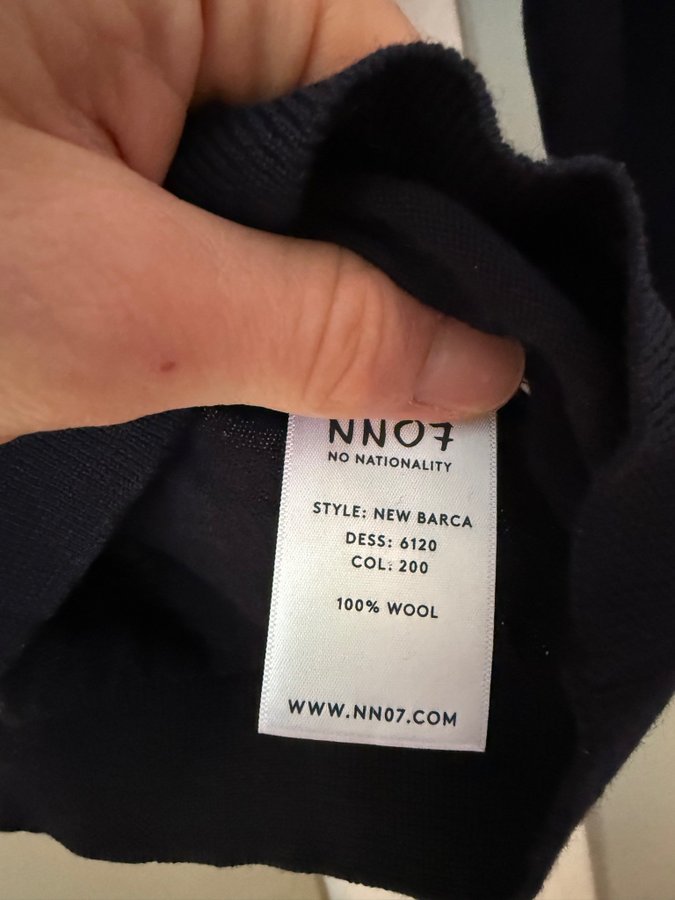 NN07
NO NATIONALITY
STYLE: NEW BARCA
DESS: 6120
COL: 200
100% WOOL
WWW.NN07.COM